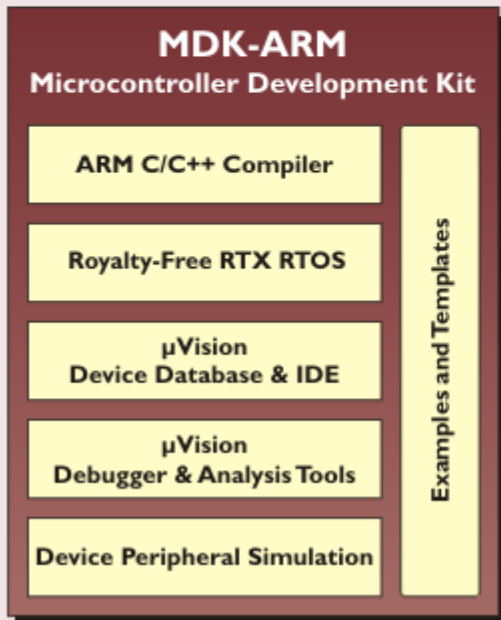 MDK-ARM
Microcontroller Development Kit
ARM C/C++ Compiler
Royalty-Free RTX RTOS
µVision
Device Database & IDE
µVision
Debugger & Analysis Tools
Device Peripheral Simulation
Examples and Templates